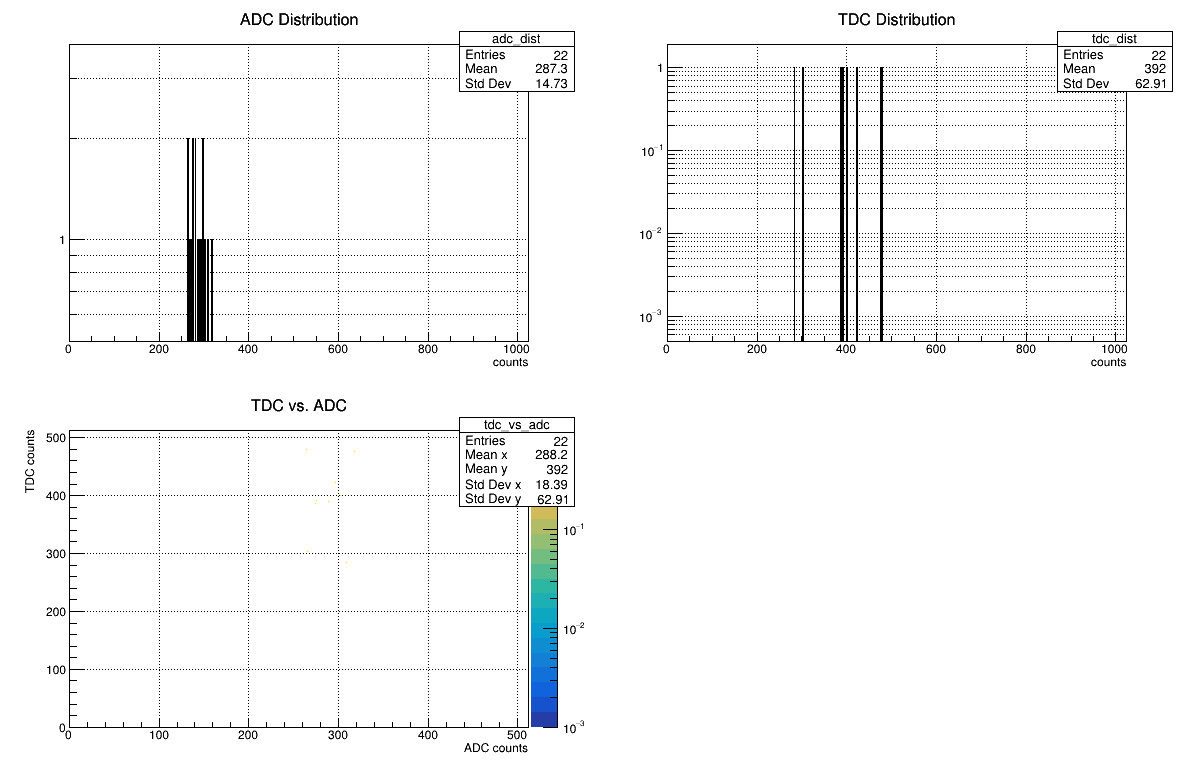 ADC Distribution
adc_dist
Entries 22
Mean 287.3
Std Dev 14.73
1
0 200 400 600 800 1000
counts
TDC Distribution
tdc_dist
Entries 22
Mean 392
Std Dev 62.91
1
10−1
10−2
10−3
0 200 400 600 800 1000
counts
TDC vs. ADC
tdc_vs_adc
Entries 22
Mean x 288.2
Mean y 392
Std Dev x 18.39
Std Dev y 62.91
TDC counts
500
400
300
200
100
0
0 100 200 300 400 500
ADC counts
10−1
10−2
10−3